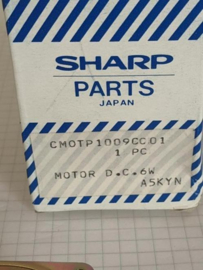 SHARP
PARTS
JAPAN
CMOTP1009CC01
1 PC
MOTOR D.C.6W
A5KYN